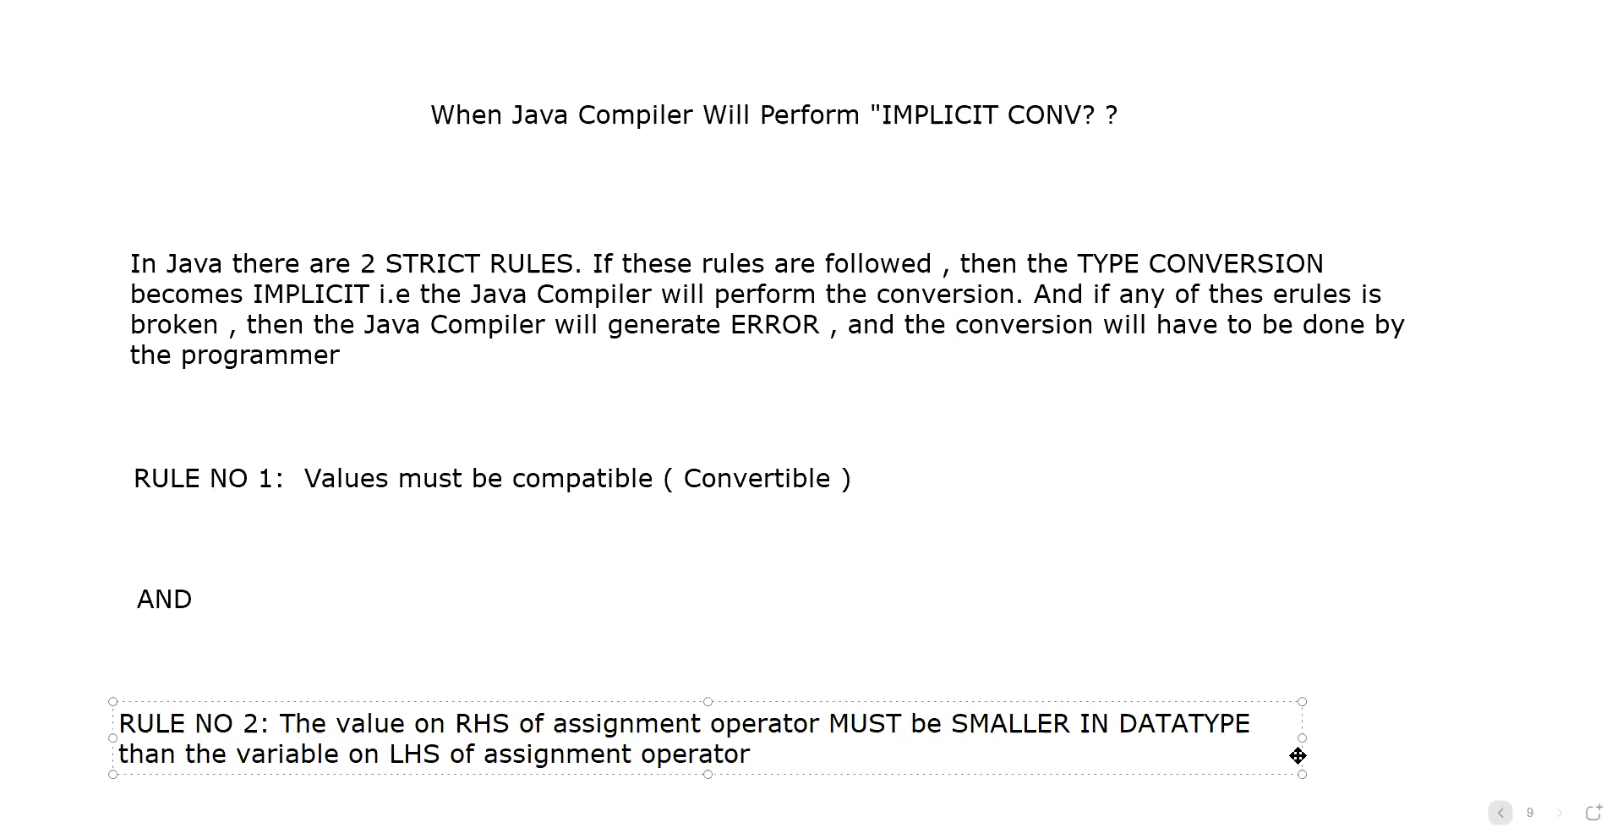 When Java Compiler Will Perform "IMPLICIT CONV? ?
In Java there are 2 STRICT RULES. If these rules are followed , then the TYPE CONVERSION
becomes IMPLICIT i.e the Java Compiler will perform the conversion. And if any of thes erules is
broken , then the Java Compiler will generate ERROR , and the conversion will have to be done by
the programmer
RULE NO 1:  Values must be compatible ( Convertible )
AND
RULE NO 2: The value on RHS of assignment operator MUST be SMALLER IN DATATYPE
than the variable on LHS of assignment operator
9